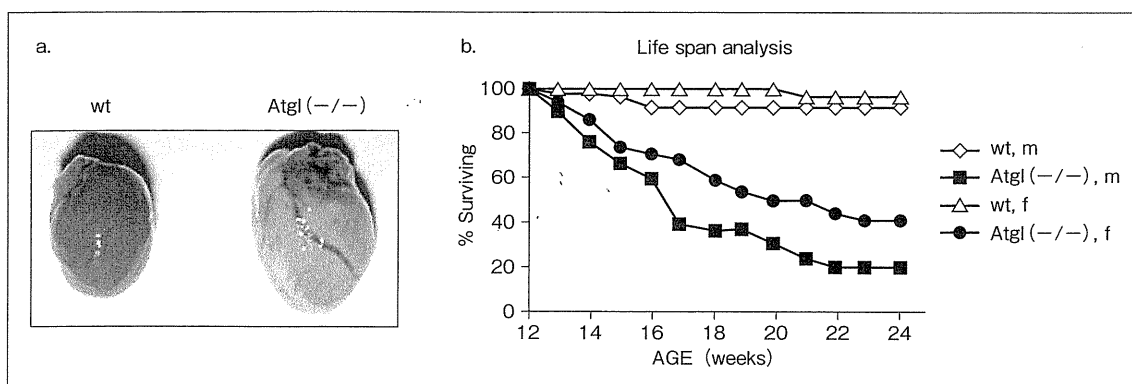 a.
wt
Atgl(−/−)
b.
Life span analysis
% Surviving
100
80
60
40
20
0
12
14
16
18
20
22
24
AGE (weeks)
wt, m
Atgl(−/−), m
wt, f
Atgl(−/−), f